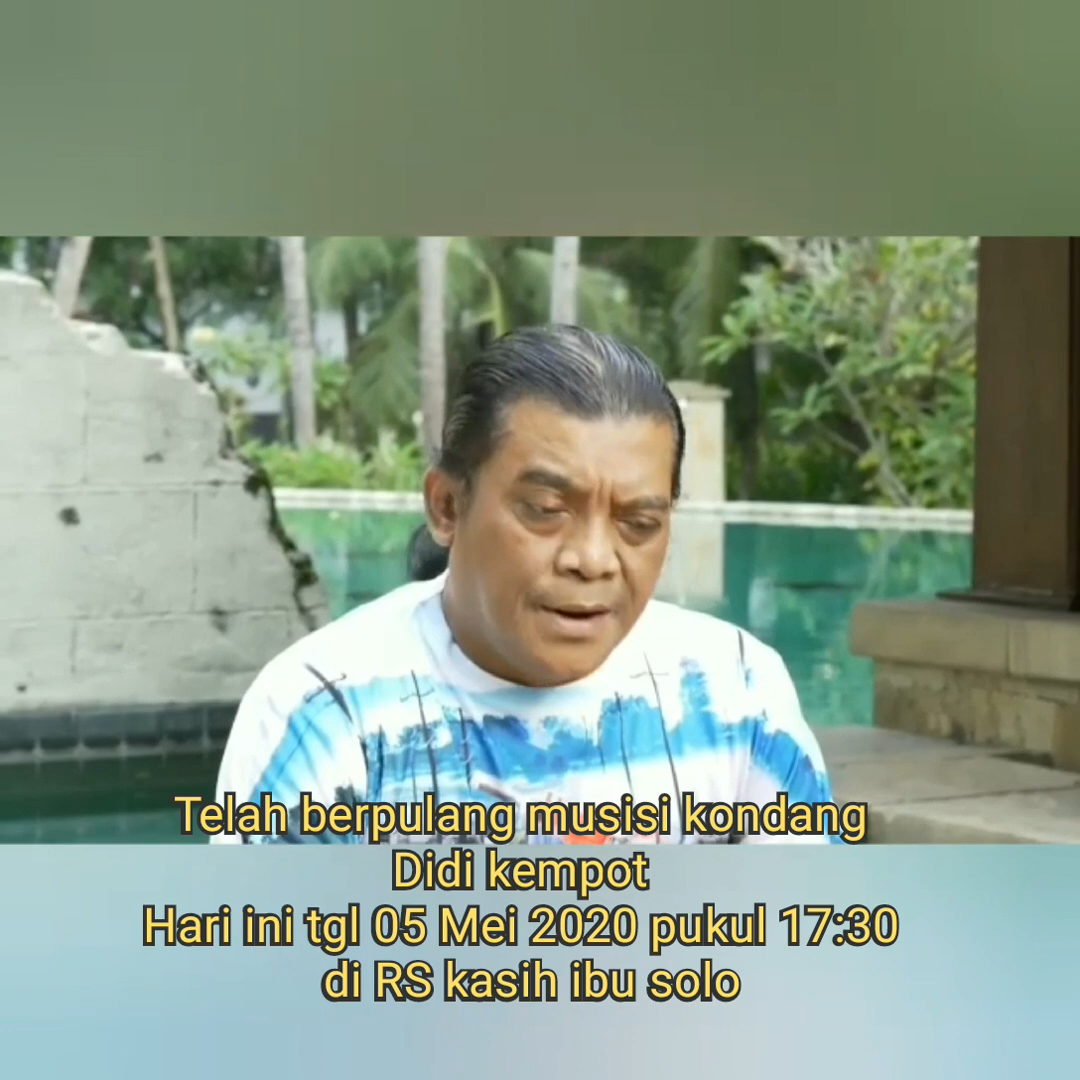 Telah berpulang musisi kondang
Didi kempot
Hari ini tgl 05 Mei 2020 pukul 17:30
di RS kasih ibu solo